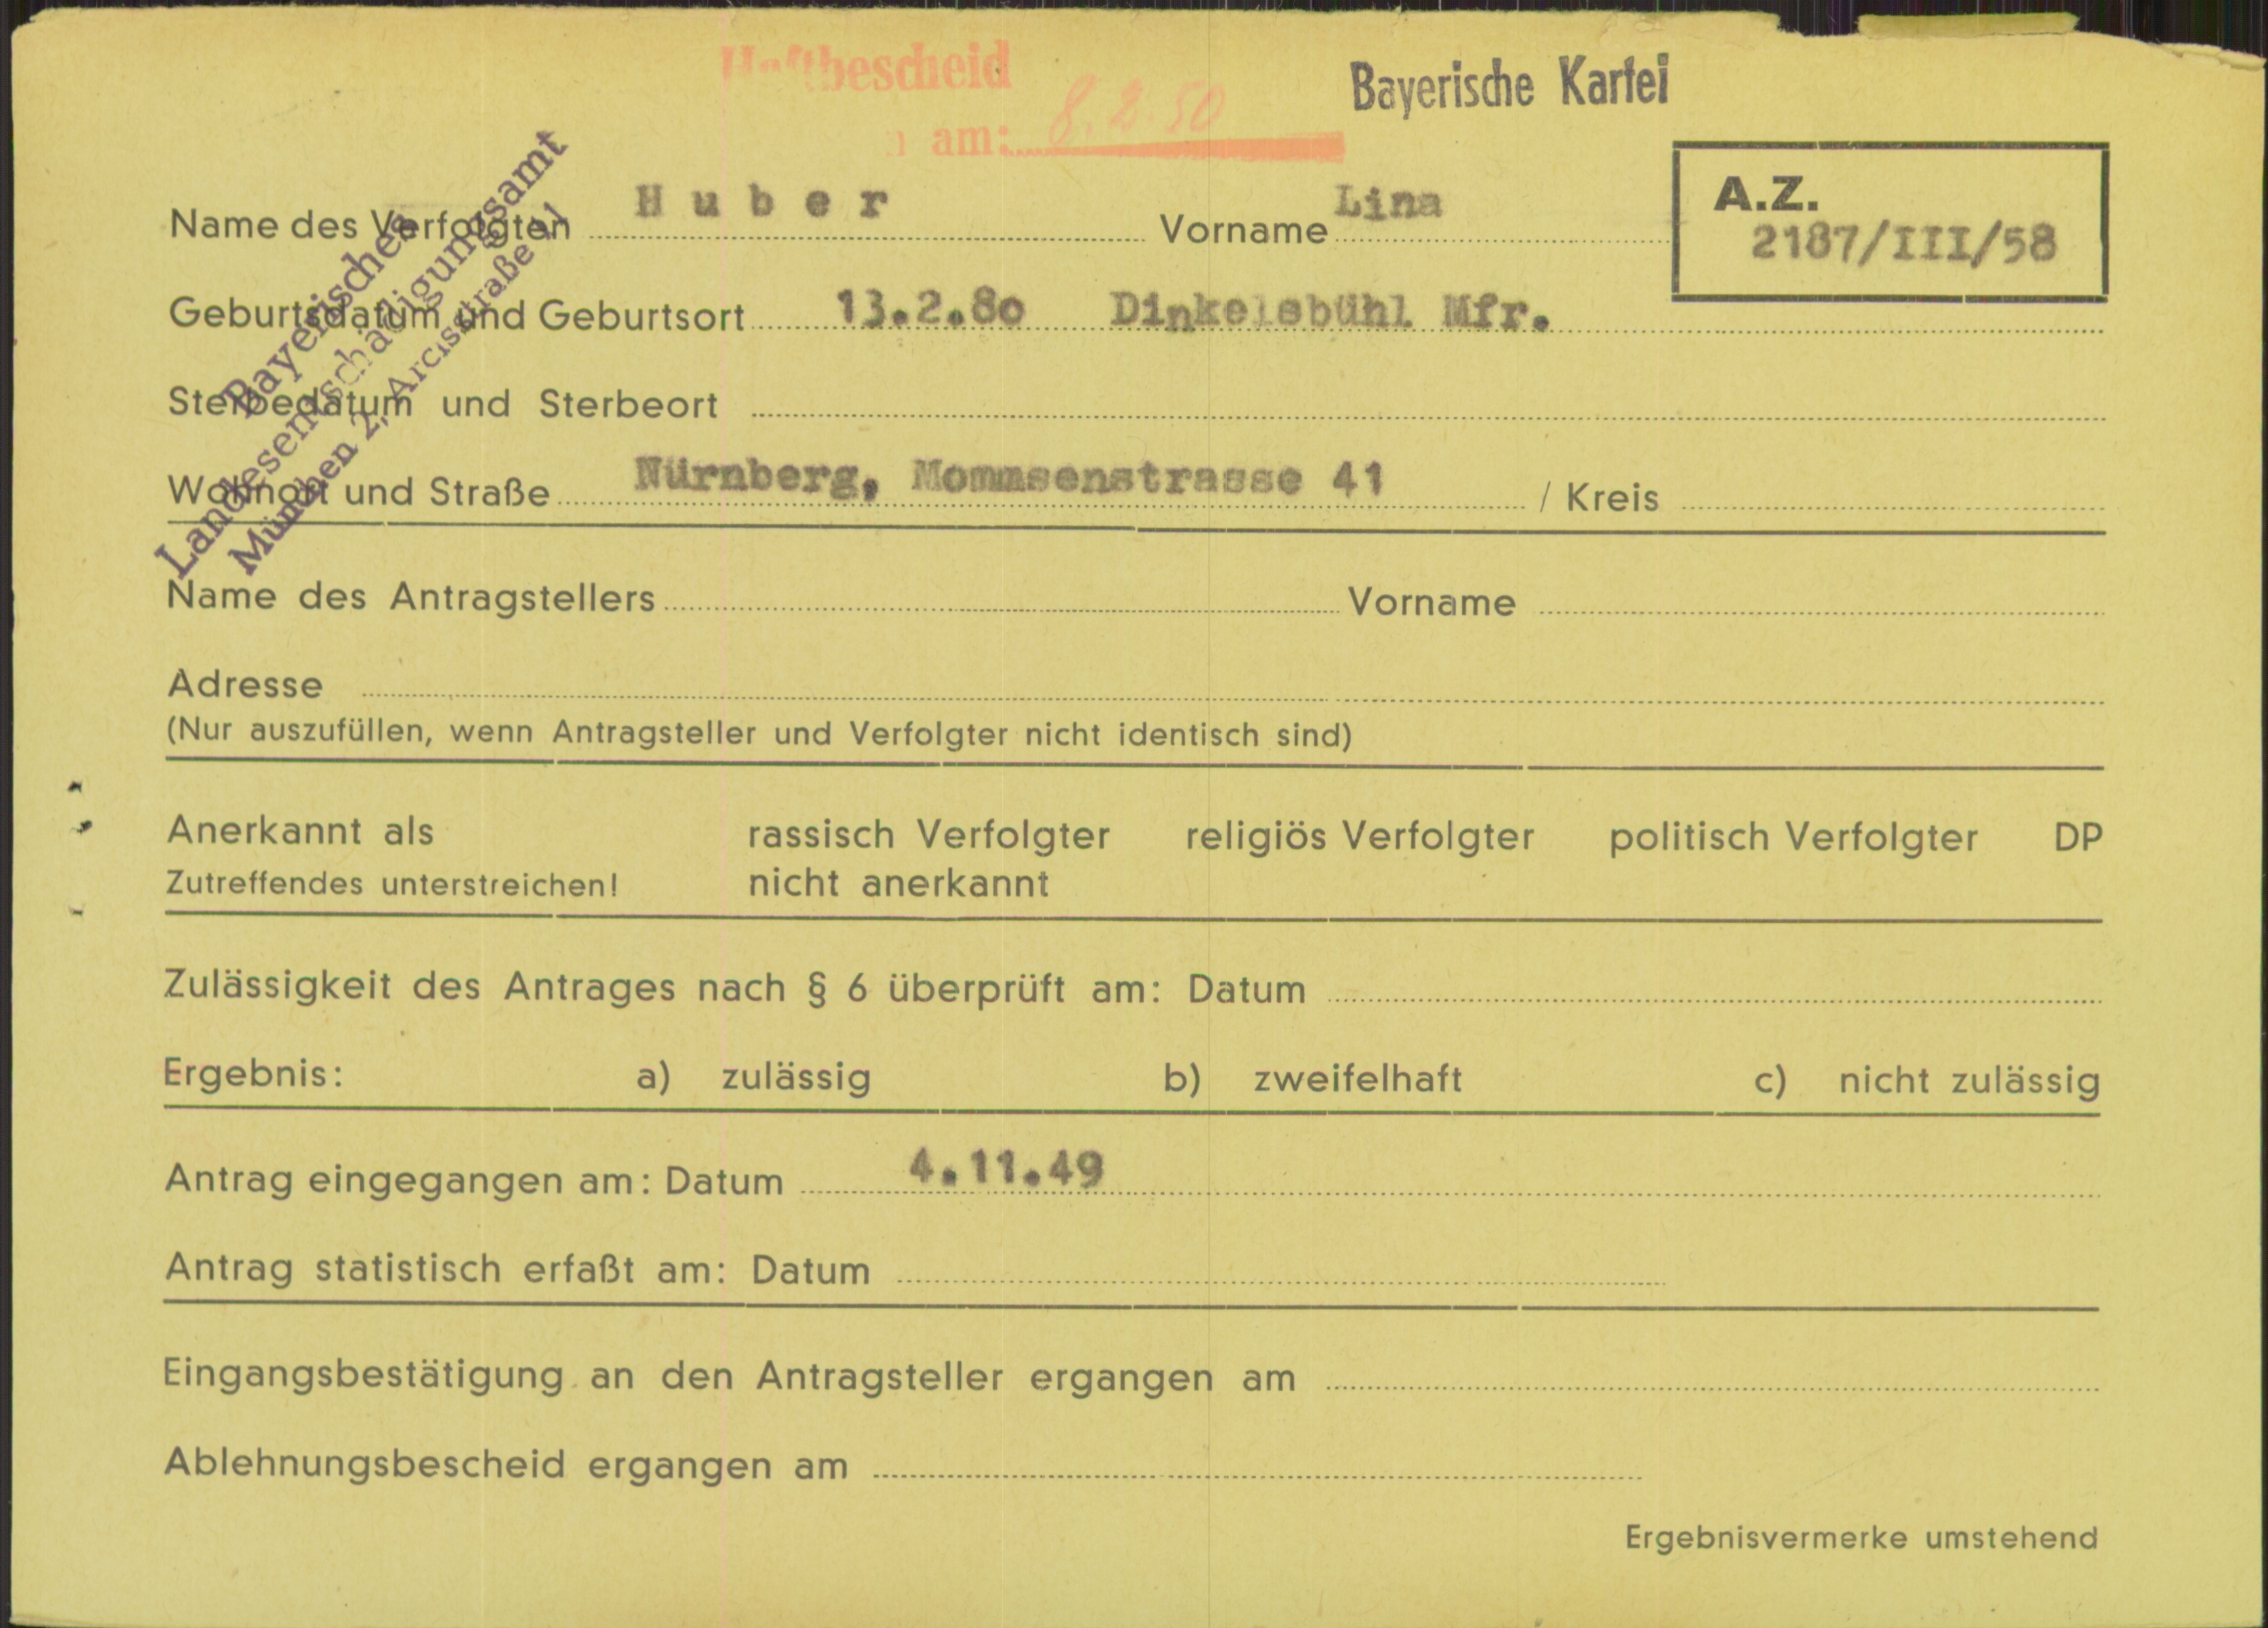 Haftbescheid
am: 8.2.50
Bayerische Kartei
Bayerisches
Landesentschädigungsamt
München 2, Arcisstraße 11
A.Z.
2187/III/58
Name des Verfolgten Huber Vorname Lina
Geburtsdatum und Geburtsort 13.2.80 Dinkelsbühl Mfr.
Sterbedatum und Sterbeort
Wohnort und Straße Nürnberg, Mommsenstrasse 41 / Kreis
Name des Antragstellers Vorname
Adresse
(Nur auszufüllen, wenn Antragsteller und Verfolgter nicht identisch sind)
Anerkannt als rassisch Verfolgter religiös Verfolgter politisch Verfolgter DP
Zutreffendes unterstreichen! nicht anerkannt
Zulässigkeit des Antrages nach § 6 überprüft am: Datum
Ergebnis: a) zulässig b) zweifelhaft c) nicht zulässig
Antrag eingegangen am: Datum 4.11.49
Antrag statistisch erfaßt am: Datum
Eingangsbestätigung an den Antragsteller ergangen am
Ablehnungsbescheid ergangen am
Ergebnisvermerke umstehend